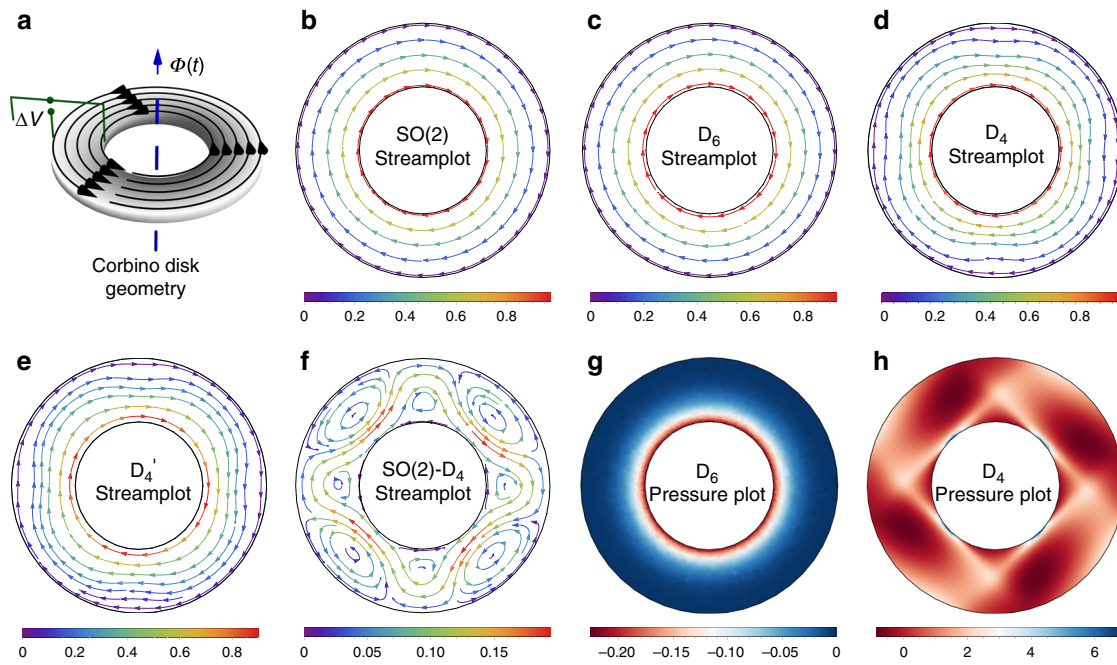 a
Φ(t)
ΔV
Corbino disk
geometry
b
SO(2)
Streamplot
0 0.2 0.4 0.6 0.8
c
D6
Streamplot
0 0.2 0.4 0.6 0.8
d
D4
Streamplot
0 0.2 0.4 0.6 0.8
e
D4'
Streamplot
0 0.2 0.4 0.6 0.8
f
SO(2)-D4
Streamplot
0 0.05 0.10 0.15
g
D6
Pressure plot
−0.20 −0.15 −0.10 −0.05 0
h
D4
Pressure plot
0 2 4 6